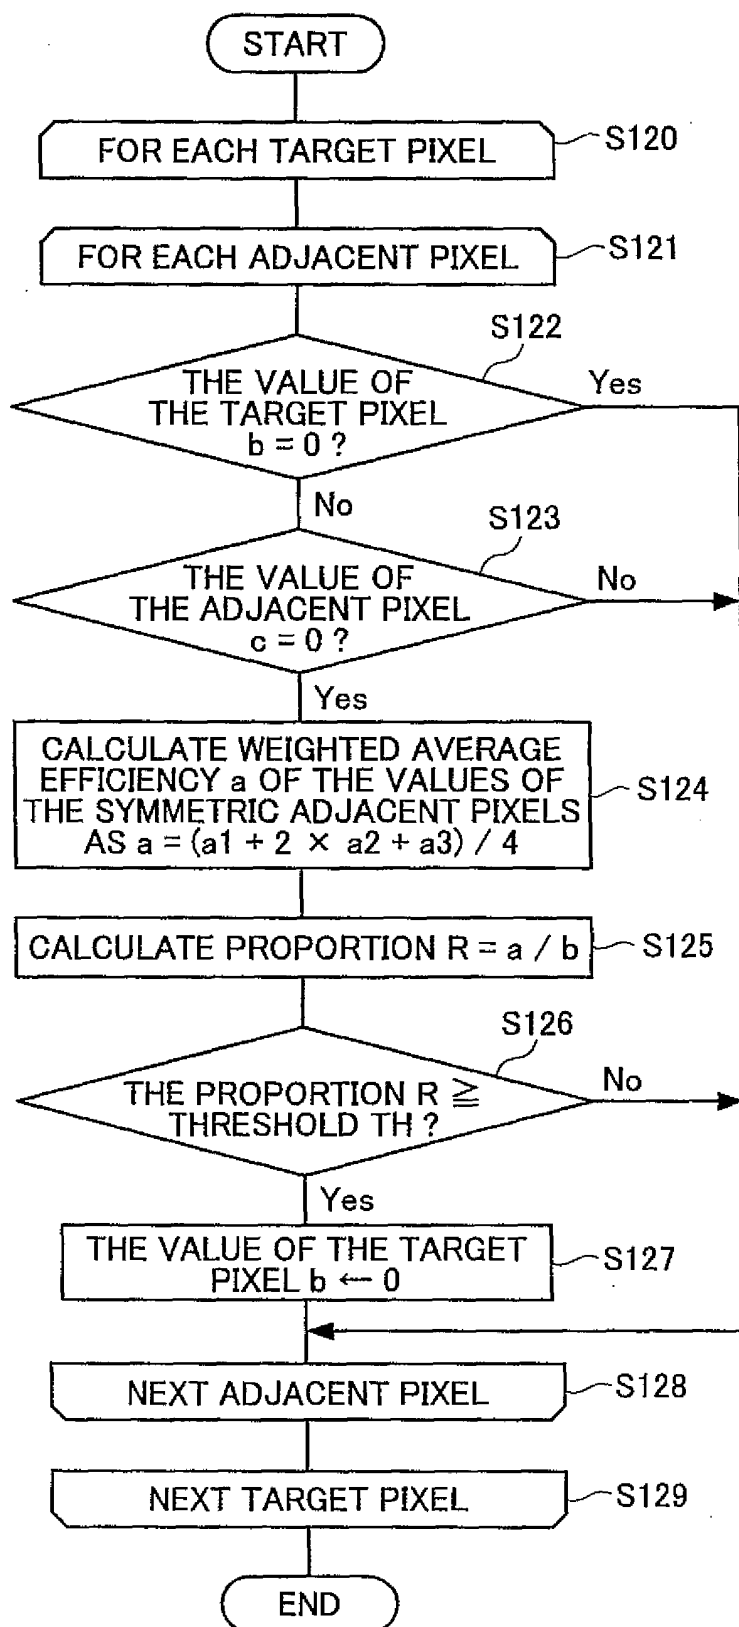 START
FOR EACH TARGET PIXEL
S120
FOR EACH ADJACENT PIXEL
S121
S122
THE VALUE OF
THE TARGET PIXEL
b = 0 ?
Yes
No
S123
THE VALUE OF
THE ADJACENT PIXEL
c = 0 ?
No
Yes
CALCULATE WEIGHTED AVERAGE
EFFICIENCY a OF THE VALUES OF
THE SYMMETRIC ADJACENT PIXELS
AS a = (a1 + 2 × a2 + a3) / 4
S124
CALCULATE PROPORTION R = a / b
S125
S126
THE PROPORTION R ≧
THRESHOLD TH ?
No
Yes
THE VALUE OF THE TARGET
PIXEL b ← 0
S127
NEXT ADJACENT PIXEL
S128
NEXT TARGET PIXEL
S129
END